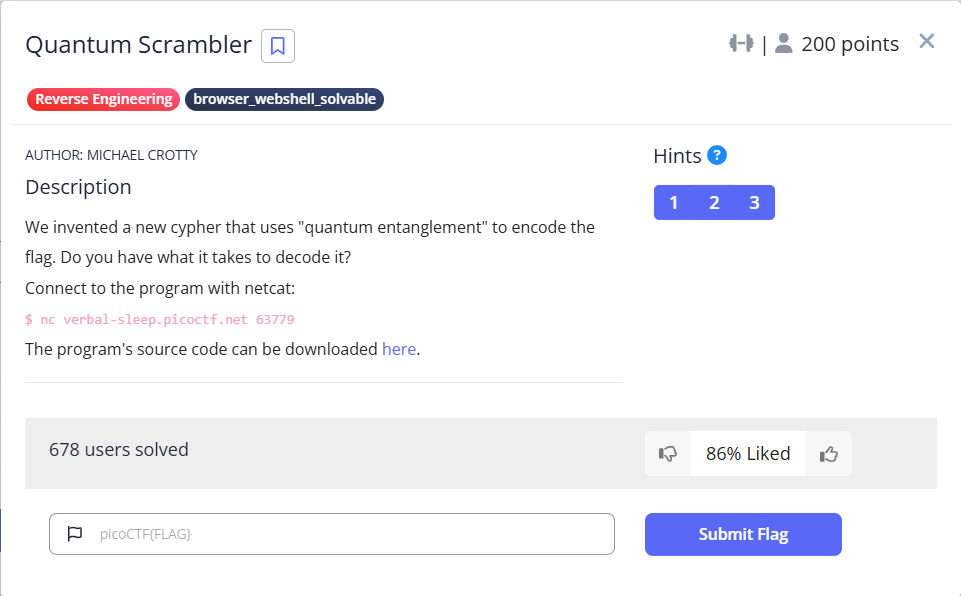 Quantum Scrambler
| 200 points
Reverse Engineering browser_webshell_solvable
AUTHOR: MICHAEL CROTTY
Description
We invented a new cypher that uses "quantum entanglement" to encode the
flag. Do you have what it takes to decode it?
Connect to the program with netcat:
$ nc verbal-sleep.picoctf.net 63779
The program's source code can be downloaded here.
Hints ?
1 2 3
678 users solved
86% Liked
picoCTF{FLAG}
Submit Flag